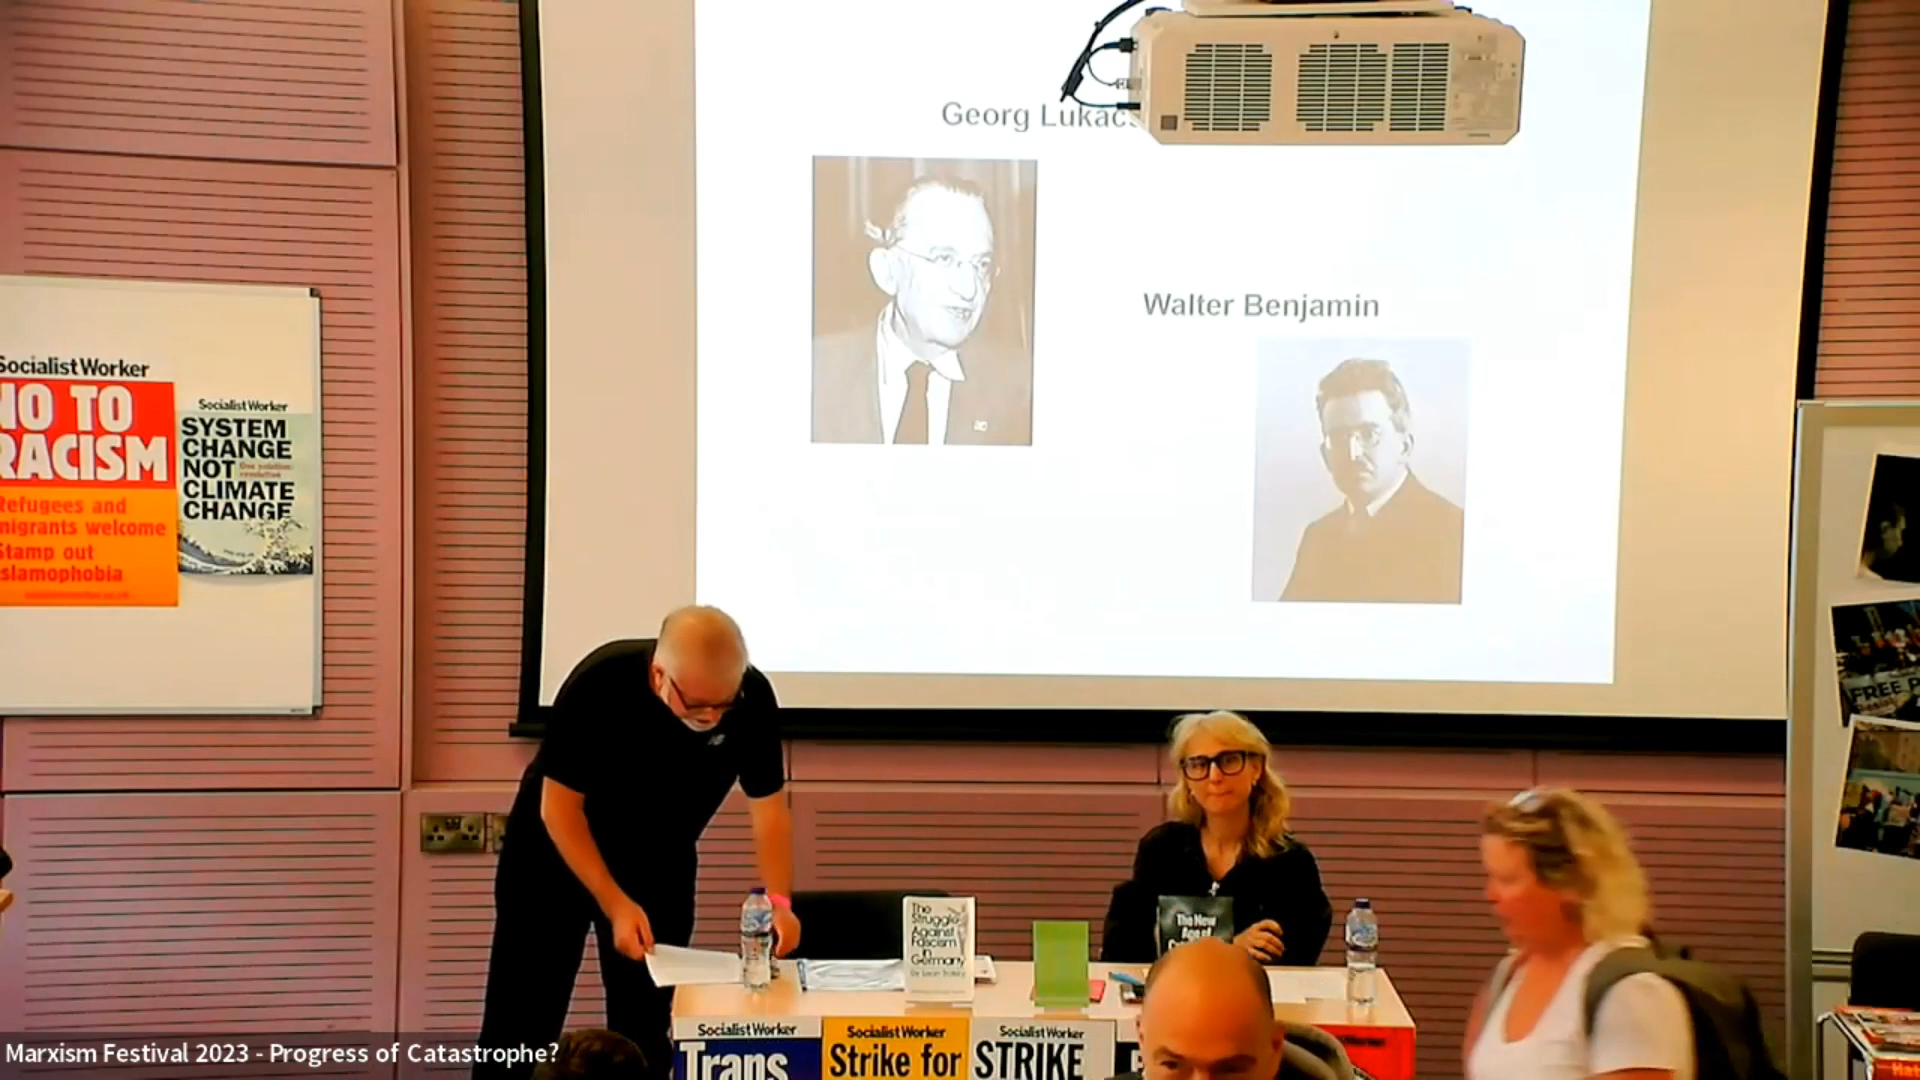 Georg Lukacs
Walter Benjamin
Socialist Worker
NO TO
RACISM
Refugees and
migrants welcome
Stamp out
Islamophobia
Socialist Worker
SYSTEM
CHANGE
NOT
CLIMATE
CHANGE
FREE P
The
Struggle
Against
Fascism
in
Germany
The New
Age of
Socialist Worker
Trans
Socialist Worker
Strike for
Socialist Worker
STRIKE
Marxism Festival 2023 - Progress of Catastrophe?